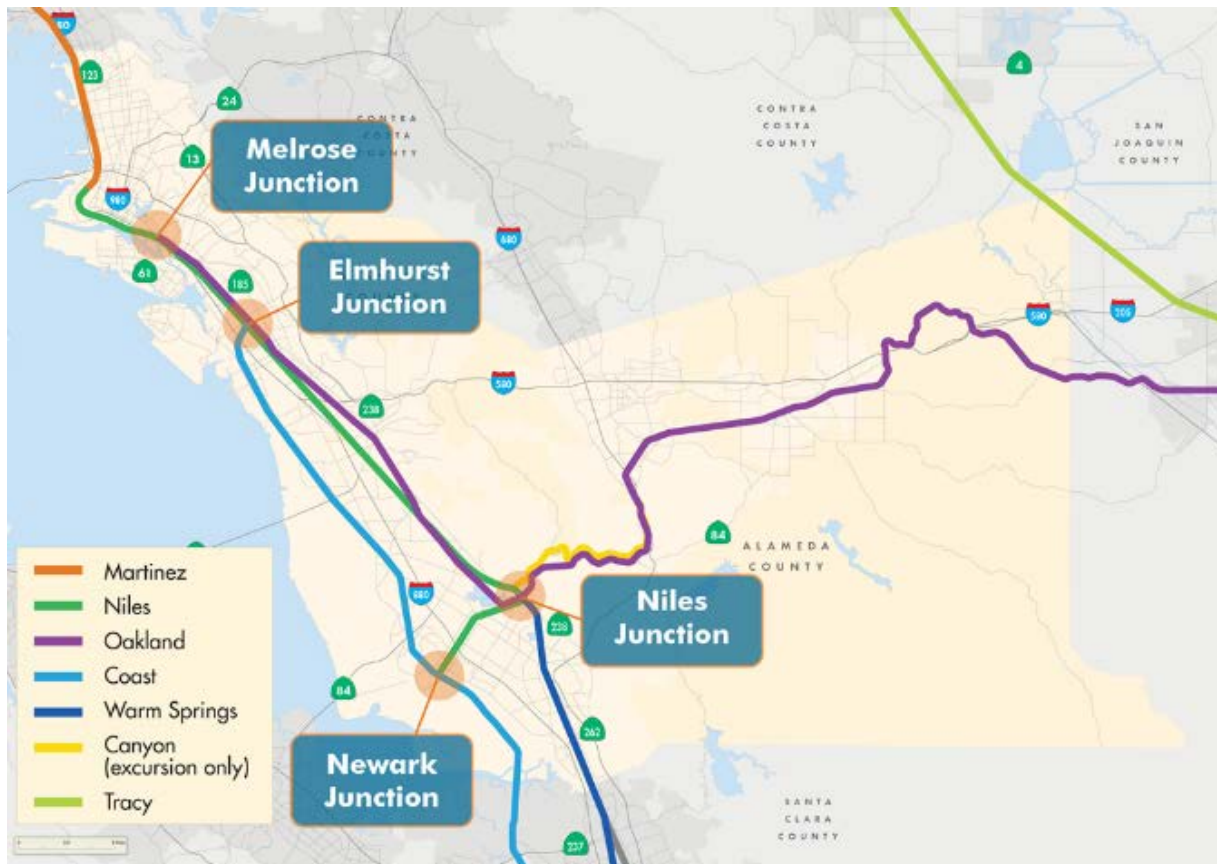 80
123
24
CONTRA
COSTA
COUNTY
Melrose
Junction
13
980
61
Elmhurst
Junction
185
680
CONTRA
COSTA
COUNTY
4
SAN
JOAQUIN
COUNTY
580
205
580
238
84
ALAMEDA
COUNTY
880
238
Niles
Junction
84
262
Newark
Junction
237
SANTA
CLARA
COUNTY
Martinez
Niles
Oakland
Coast
Warm Springs
Canyon
(excursion only)
Tracy